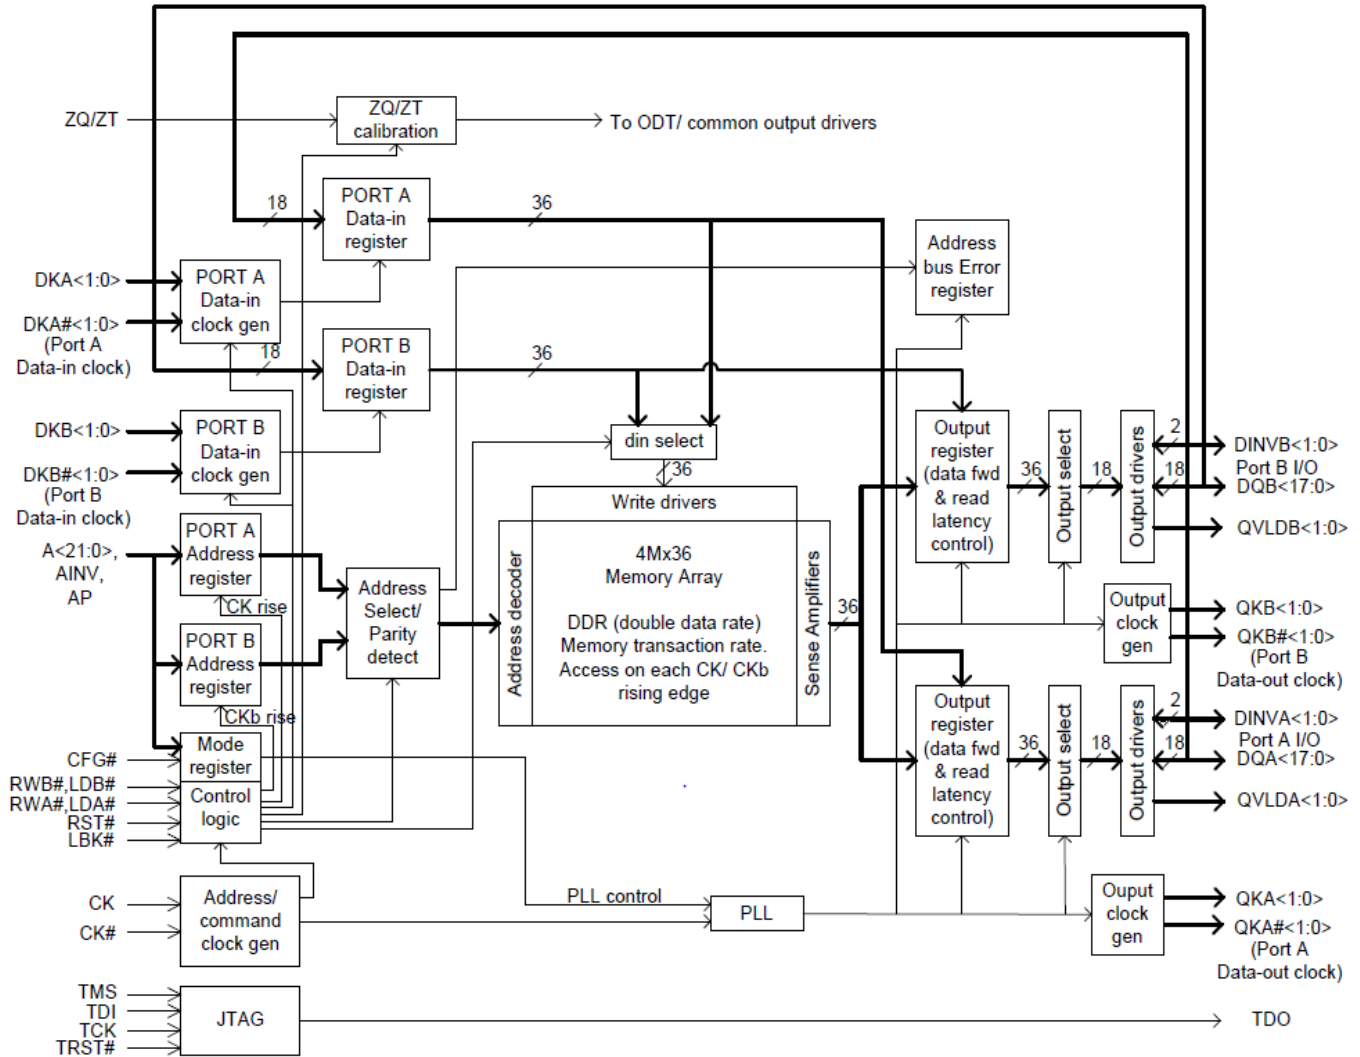 ZQ/ZT
ZQ/ZT
calibration
To ODT/ common output drivers
18
PORT A
Data-in
register
36
Address
bus Error
register
DKA<1:0>
DKA#<1:0>
(Port A
Data-in clock)
PORT A
Data-in
clock gen
18
PORT B
Data-in
register
36
DKB<1:0>
DKB#<1:0>
(Port B
Data-in clock)
PORT B
Data-in
clock gen
din select
36
Write drivers
Output
register
(data fwd
& read
latency
control)
36
Output select
18
Output drivers
2
18
DINVB<1:0>
Port B I/O
DQB<17:0>
QVLDB<1:0>
A<21:0>,
AINV,
AP
PORT A
Address
register
CK rise
PORT B
Address
register
CKb rise
Address
Select/
Parity
detect
Address decoder
4Mx36
Memory Array
DDR (double data rate)
Memory transaction rate.
Access on each CK/ CKb
rising edge
Sense Amplifiers
36
Output
clock
gen
QKB<1:0>
QKB#<1:0>
(Port B
Data-out clock)
Output
register
(data fwd
& read
latency
control)
36
Output select
18
Output drivers
2
18
DINVA<1:0>
Port A I/O
DQA<17:0>
QVLDA<1:0>
CFG#
RWB#,LDB#
RWA#,LDA#
RST#
LBK#
Mode
register
Control
logic
CK
CK#
Address/
command
clock gen
PLL control
PLL
Ouput
clock
gen
QKA<1:0>
QKA#<1:0>
(Port A
Data-out clock)
TMS
TDI
TCK
TRST#
JTAG
TDO